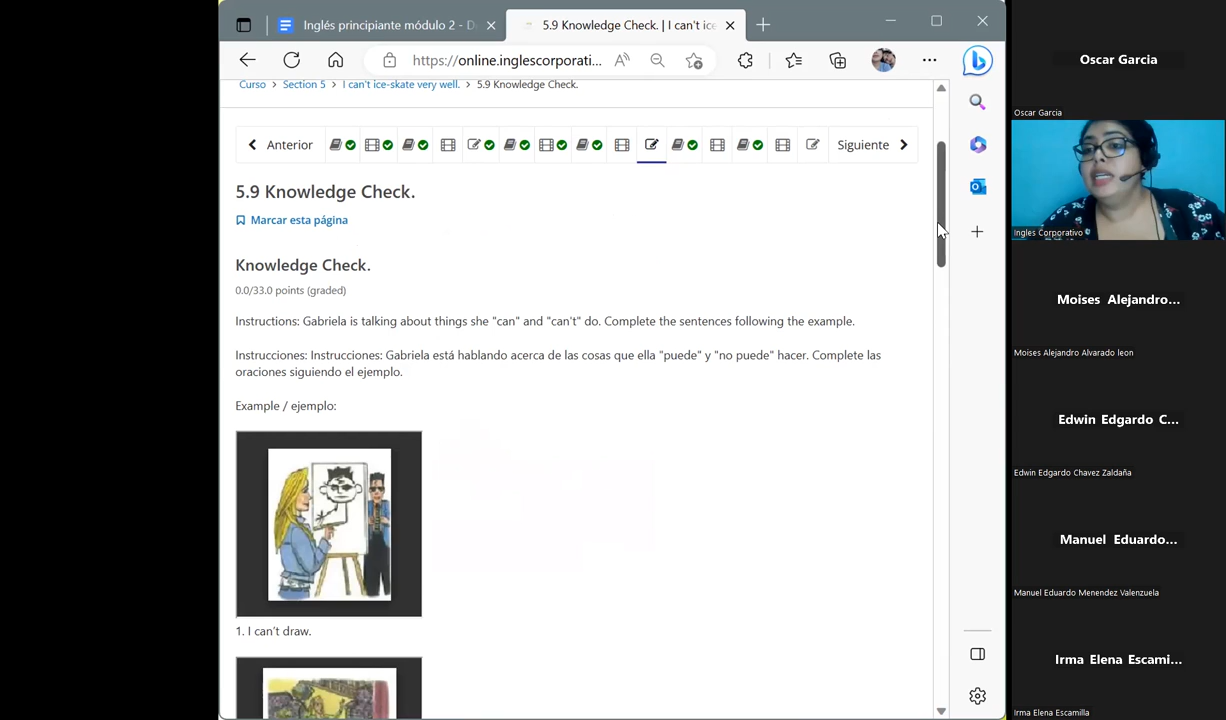 Inglés principiante módulo 2 - D
5.9 Knowledge Check. | I can't ice
https://online.inglescorporati...
Curso
Section 5
I can't ice-skate very well.
5.9 Knowledge Check.
Anterior
Siguiente
5.9 Knowledge Check.
Marcar esta página
Knowledge Check.
0.0/33.0 points (graded)
Instructions: Gabriela is talking about things she "can" and "can't" do. Complete the sentences following the example.
Instrucciones: Instrucciones: Gabriela está hablando acerca de las cosas que ella "puede" y "no puede" hacer. Complete las
oraciones siguiendo el ejemplo.
Example / ejemplo:
1. I can't draw.
Oscar Garcia
Oscar Garcia
Ingles Corporativo
Moises Alejandro...
Moises Alejandro Alvarado leon
Edwin Edgardo C...
Edwin Edgardo Chavez Zaldaña
Manuel Eduardo...
Manuel Eduardo Menendez Valenzuela
Irma Elena Escami...
Irma Elena Escamilla